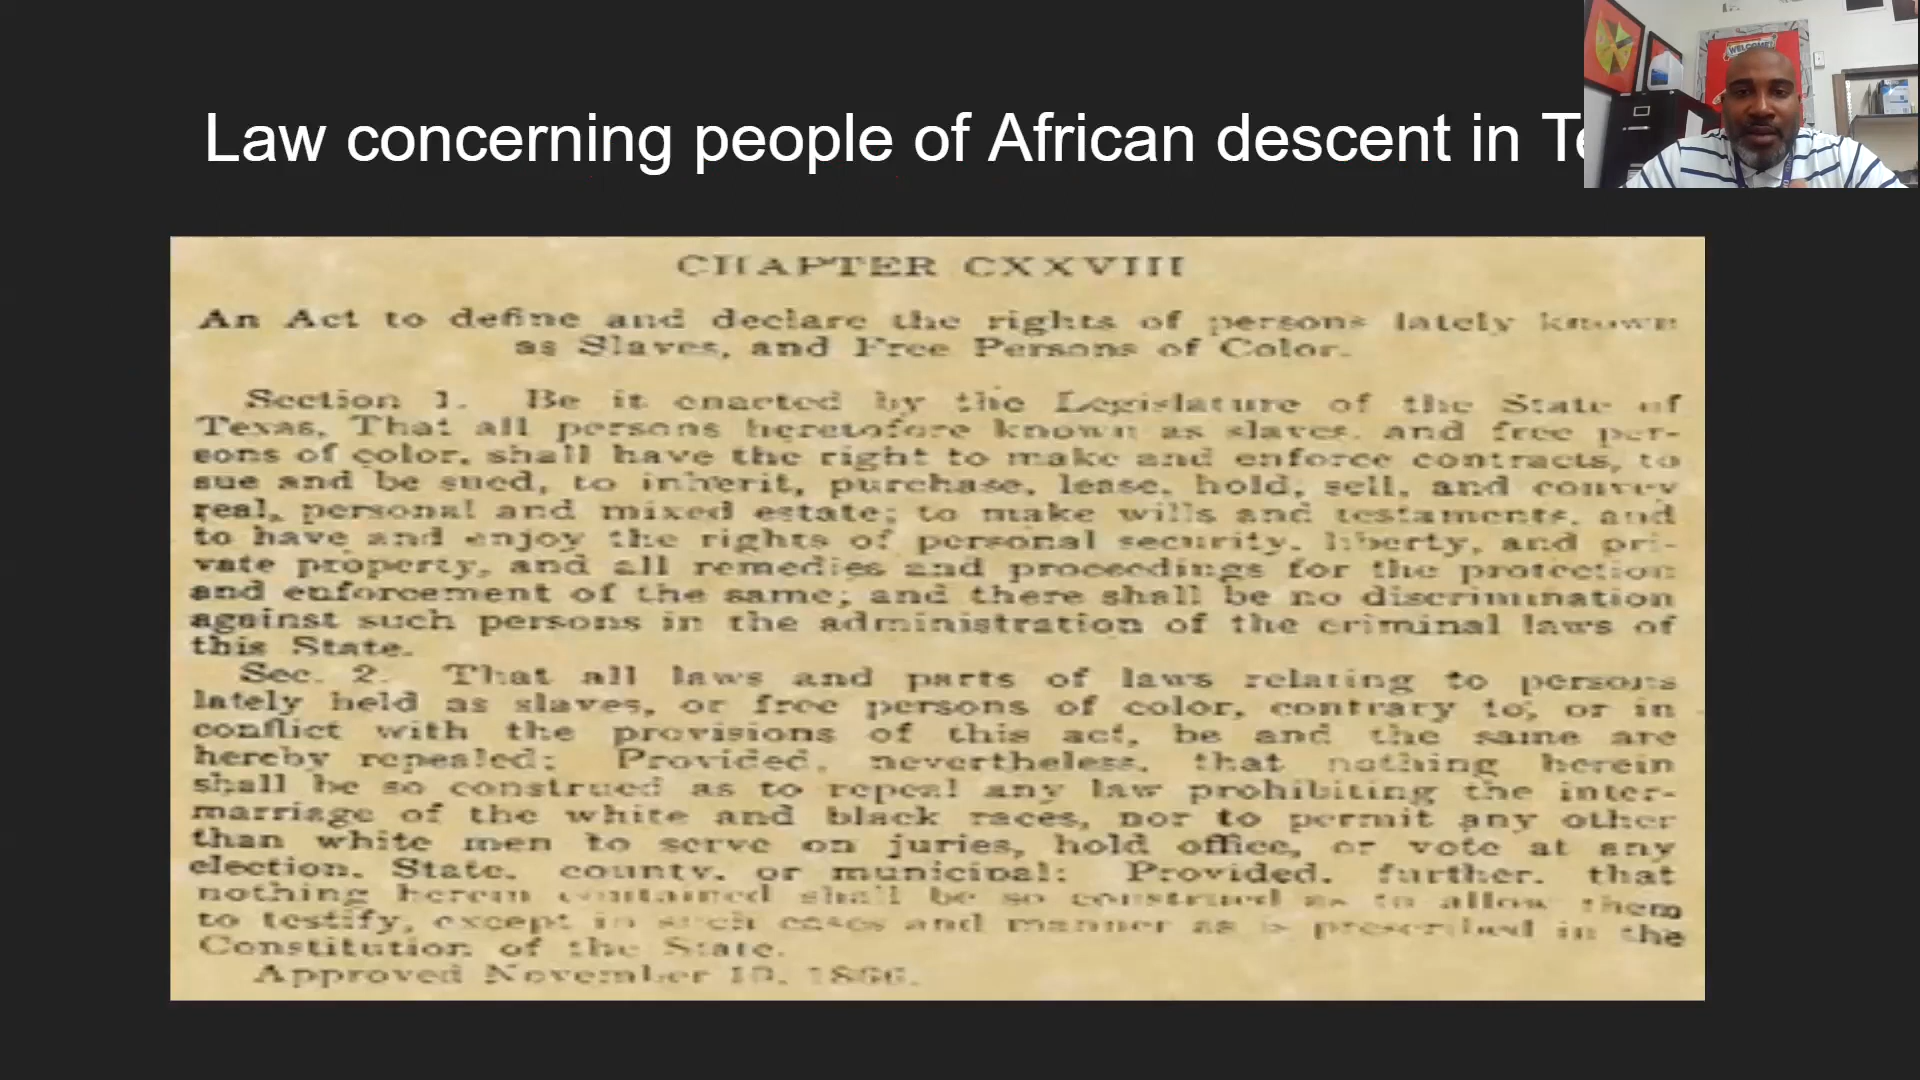 Law concerning people of African descent in Te
WELCOME
CHAPTER CXXVIII
An Act to define and declare the rights of persons lately known
as Slaves, and Free Persons of Color.
Section 1. Be it enacted by the Legislature of the State of
Texas, That all persons heretofore known as slaves, and free per-
sons of color, shall have the right to make and enforce contracts, to
sue and be sued, to inherit, purchase, lease, hold, sell, and convey
real, personal and mixed estate; to make wills and testaments, and
to have and enjoy the rights of personal security, liberty, and pri-
vate property, and all remedies and proceedings for the protection
and enforcement of the same; and there shall be no discrimination
against such persons in the administration of the criminal laws of
this State.
Sec. 2. That all laws and parts of laws relating to persons
lately held as slaves, or free persons of color, contrary to, or in
conflict with the provisions of this act, be and the same are
hereby repealed; Provided, nevertheless, that nothing herein
shall be so construed as to repeal any law prohibiting the inter-
marriage of the white and black races, nor to permit any other
than white men to serve on juries, hold office, or vote at any
election, State, county, or municipal: Provided, further, that
nothing herein contained shall be so construed as to allow them
to testify, except in such cases and manner as is prescribed in the
Constitution of the State.
Approved November 10, 1866.